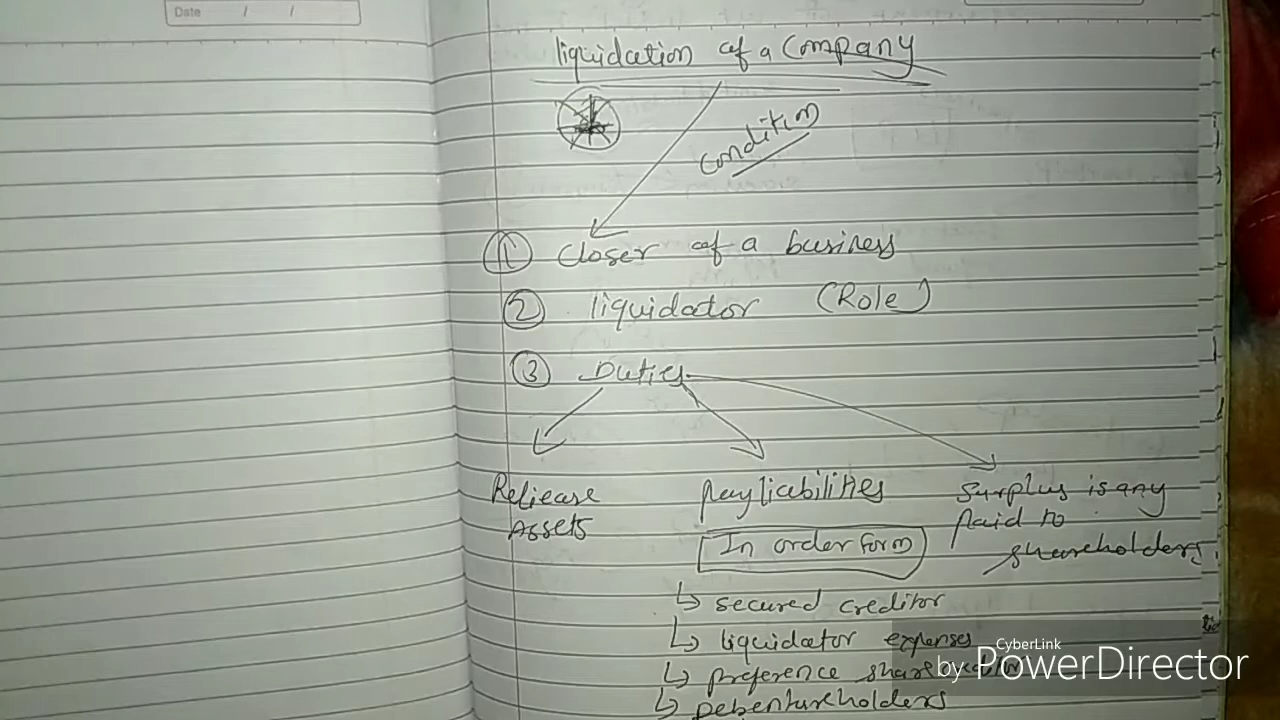 Date / /
liquidation of a Company
condition
1 Closer of a business
2 liquidator (Role)
3 Duties
Reliease Assets
pay liabilities
In order form
surplus is any
paid to
shareholders
secured creditor
liquidator expenses
preference
Debentureholders
CyberLink
by PowerDirector